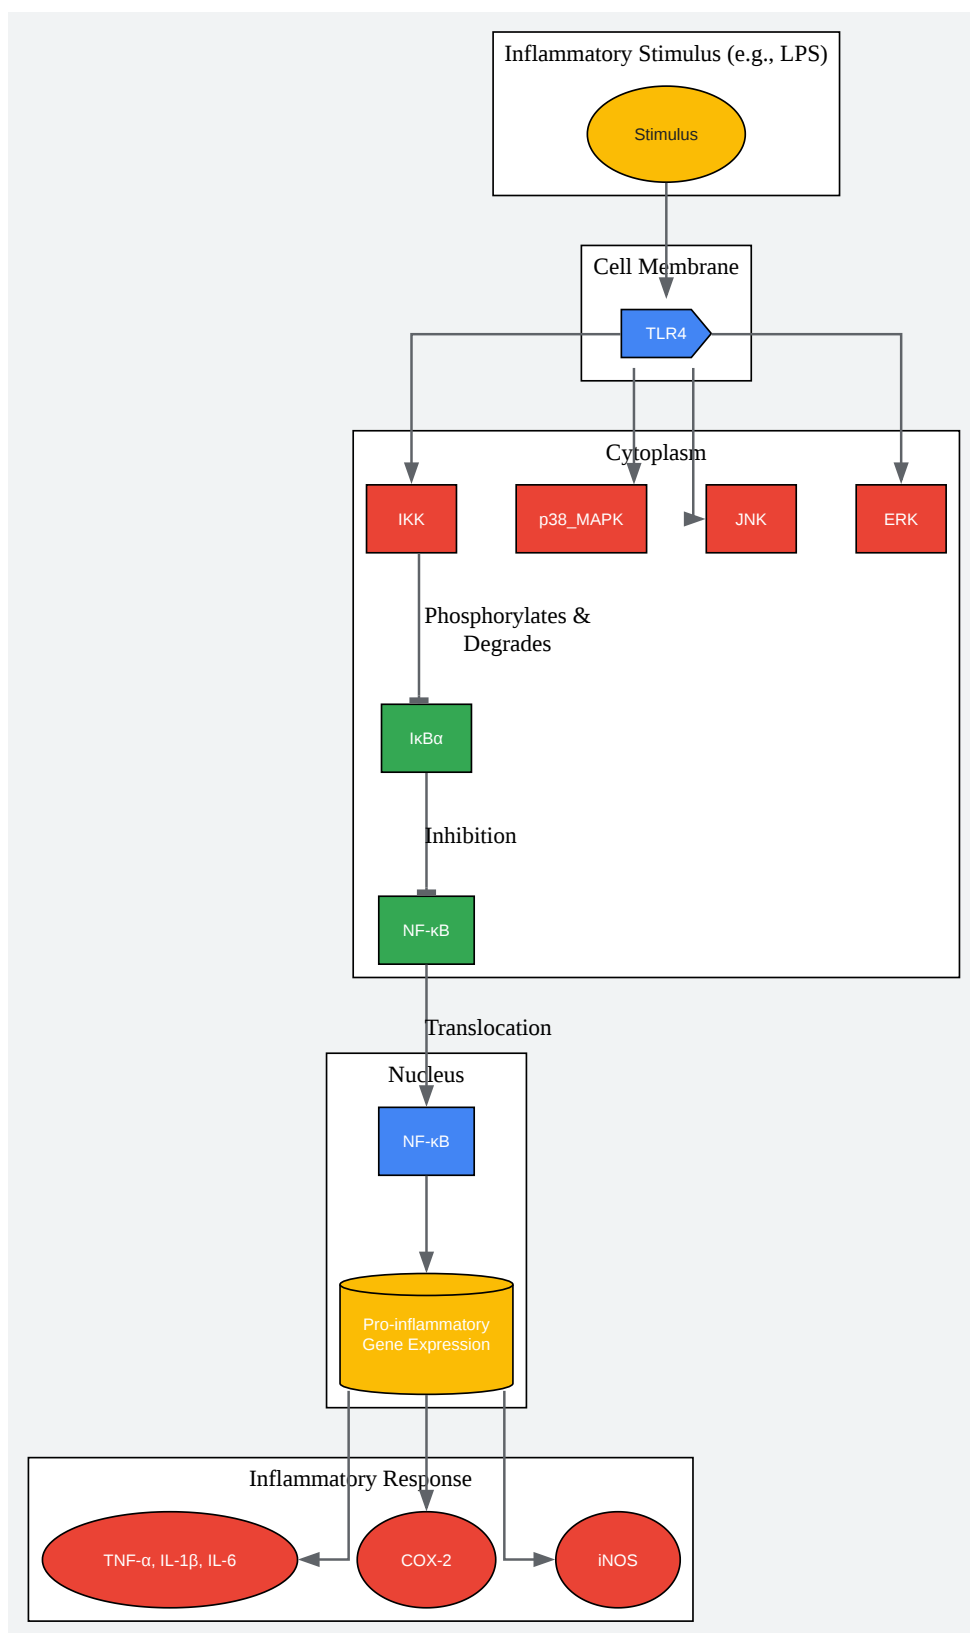 Inflammatory Stimulus (e.g., LPS)
Stimulus
Cell Membrane
TLR4
Cytoplasm
IKK
p38_MAPK
JNK
ERK
Phosphorylates &
Degrades
IκBα
Inhibition
NF-κB
Translocation
Nucleus
NF-κB
Pro-inflammatory
Gene Expression
Inflammatory Response
TNF-α, IL-1β, IL-6
COX-2
iNOS